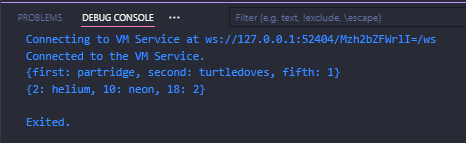 PROBLEMS
DEBUG CONSOLE
...
Filter (e.g. text, !exclude, \escape)
Connecting to VM Service at ws://127.0.0.1:52404/Mzh2bZFWrlI=/ws
Connected to the VM Service.
{first: partridge, second: turtledoves, fifth: 1}
{2: helium, 10: neon, 18: 2}
Exited.